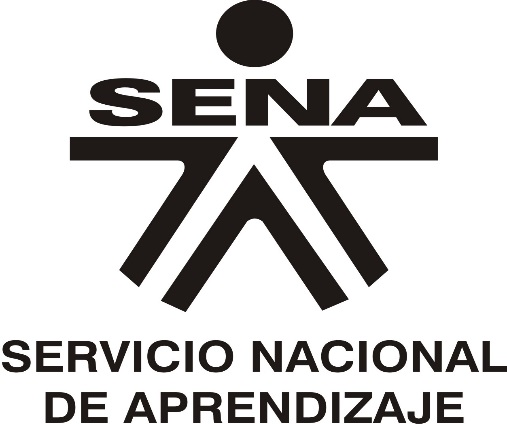 SENA
SERVICIO NACIONAL
DE APRENDIZAJE